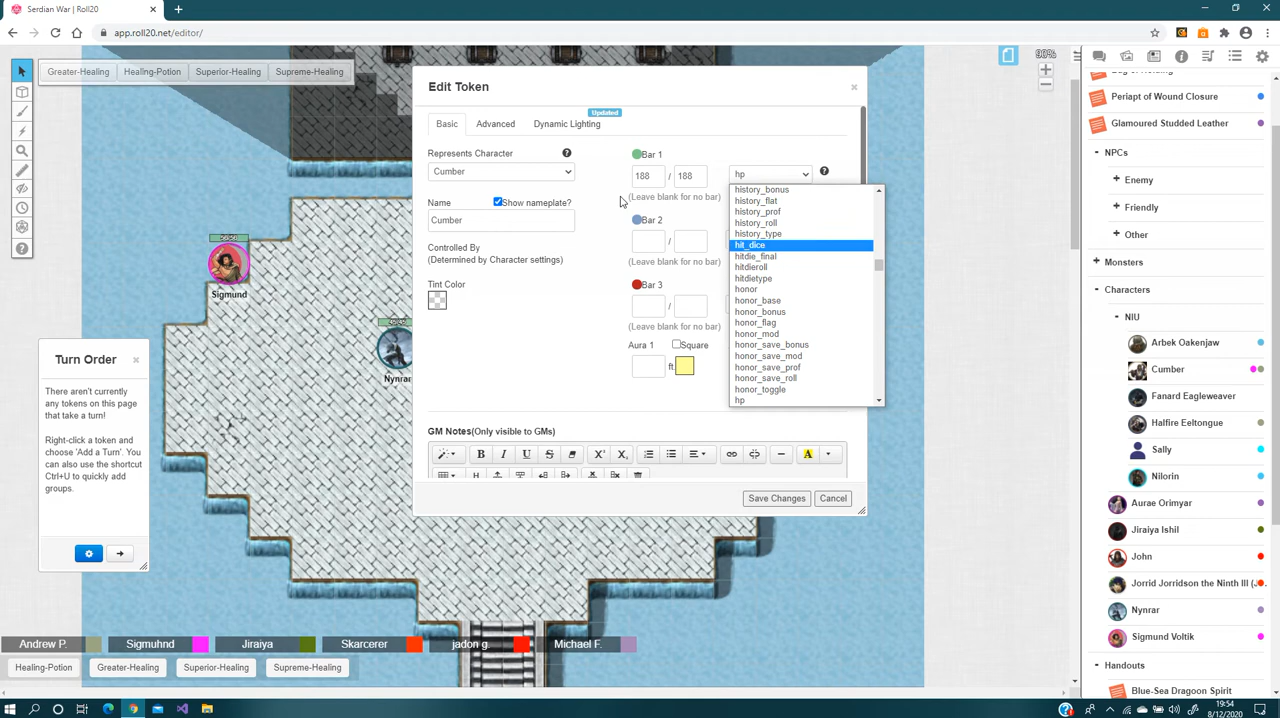 Serdian War | Roll20
app.roll20.net/editor/
Greater-Healing Healing-Potion Superior-Healing Supreme-Healing
98%
Edit Token
Updated
Basic Advanced Dynamic Lighting
Represents Character
Cumber
Name Show nameplate?
Cumber
Controlled By
(Determined by Character settings)
Tint Color
Bar 1
188 / 188 hp
(Leave blank for no bar)
Bar 2
/
(Leave blank for no bar)
Bar 3
/
(Leave blank for no bar)
Aura 1 Square
ft.
history_bonus
history_flat
history_prof
history_roll
history_type
hit_dice
hitdie_final
hitdieroll
hitdietype
honor
honor_base
honor_bonus
honor_flag
honor_mod
honor_save_bonus
honor_save_mod
honor_save_prof
honor_save_roll
honor_toggle
hp
GM Notes(Only visible to GMs)
B I U S X² X₂ A
H
Save Changes Cancel
Sigmund
Nynrar
Turn Order
There aren't currently
any tokens on this page
that take a turn!
Right-click a token and
choose 'Add a Turn'. You
can also use the shortcut
Ctrl+U to quickly add
groups.
Andrew P. Sigmuhnd Jiraiya Skarcerer jadon g. Michael F.
Healing-Potion Greater-Healing Superior-Healing Supreme-Healing
Periapt of Wound Closure
Glamoured Studded Leather
NPCs
Enemy
Friendly
Other
Monsters
Characters
NIU
Arbek Oakenjaw
Cumber
Fanard Eagleweaver
Halfire Eeltongue
Sally
Nilorin
Aurae Orimyar
Jiraiya Ishil
John
Jorrid Jorridson the Ninth III (J...
Nynrar
Sigmund Voltik
Handouts
Blue-Sea Dragoon Spirit
19:54
8/12/2020